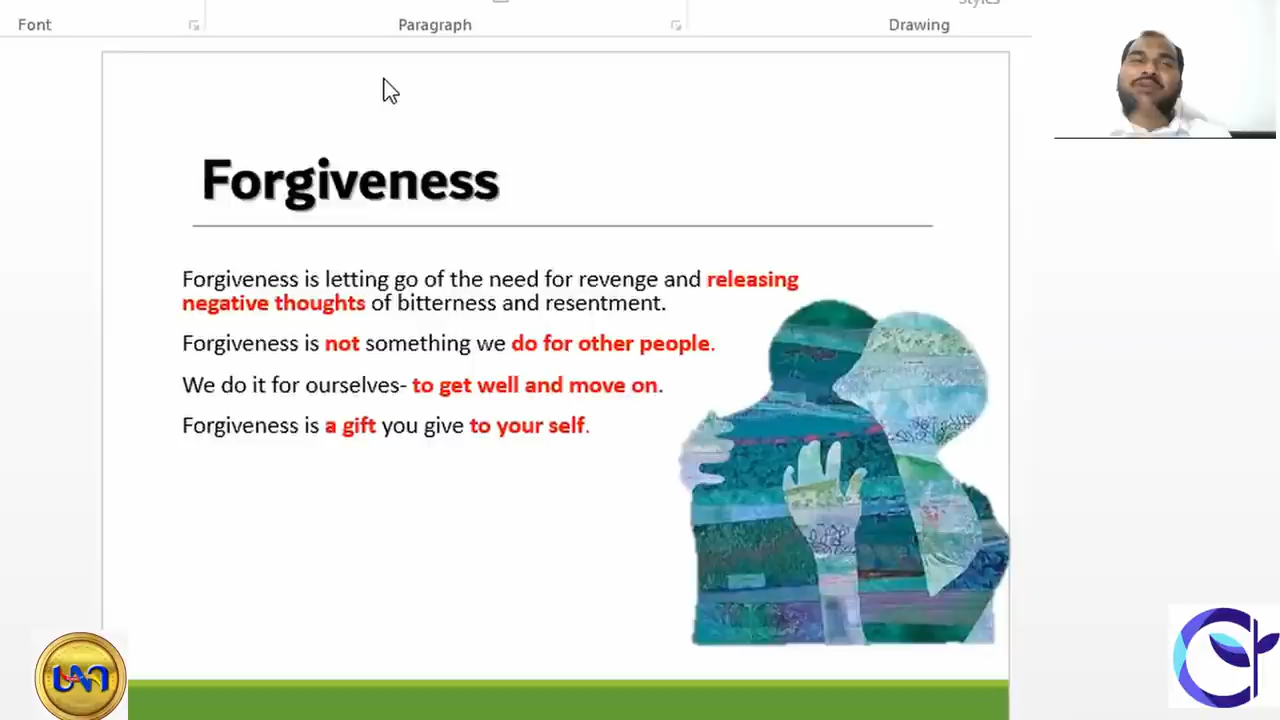 Font
Paragraph
Drawing
Forgiveness
Forgiveness is letting go of the need for revenge and releasing
negative thoughts of bitterness and resentment.
Forgiveness is not something we do for other people.
We do it for ourselves- to get well and move on.
Forgiveness is a gift you give to your self.